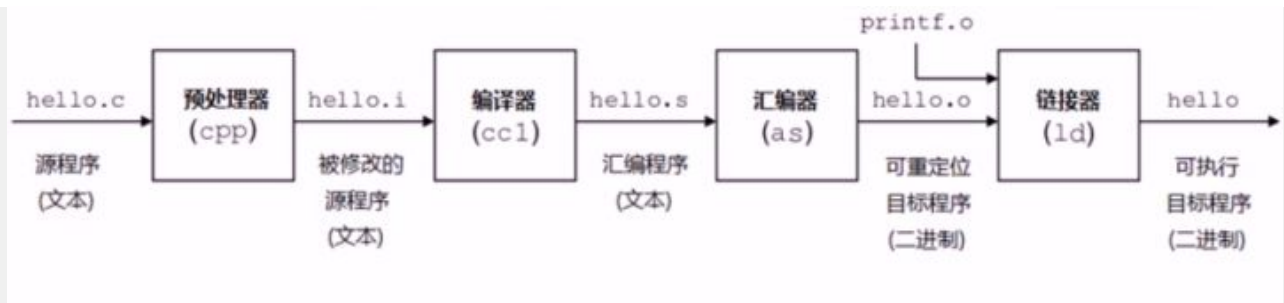 printf.o
hello.c
预处理器
(cpp)
hello.i
编译器
(cc1)
hello.s
汇编器
(as)
hello.o
链接器
(ld)
hello
源程序
(文本)
被修改的
源程序
(文本)
汇编程序
(文本)
可重定位
目标程序
(二进制)
可执行
目标程序
(二进制)